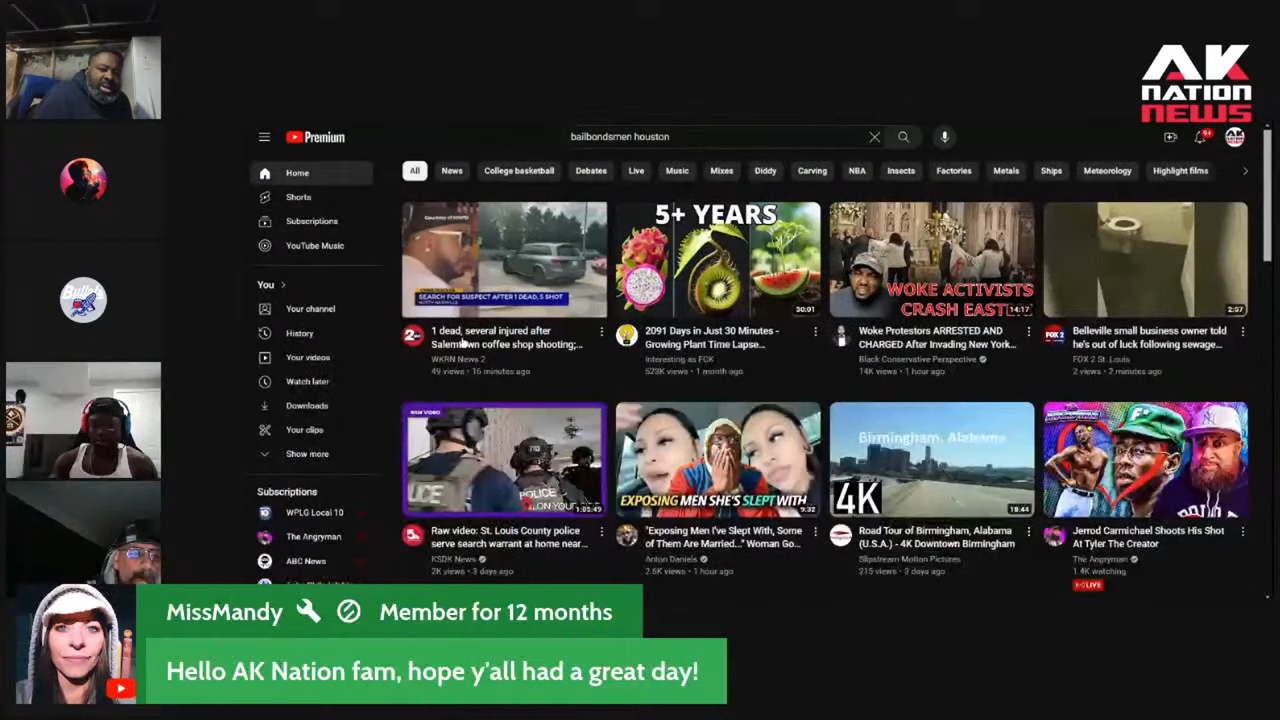 AK
NATION
NEWS
Premium
bailbondsmen houston
9+
Home
Shorts
Subscriptions
YouTube Music
You
Your channel
History
Your videos
Watch later
Downloads
Your clips
Show more
Subscriptions
WPLG Local 10
The Angryman
ABC News
All News College basketball Debates Live Music Mixes Diddy Carving NBA Insects Factories Metals Ships Meteorology Highlight films
Courtesy of MNPD
SEARCH FOR SUSPECT AFTER 1 DEAD, 5 SHOT
NORTH NASHVILLE
1 dead, several injured after
Salemtown coffee shop shooting;...
WKRN News 2
49 views • 16 minutes ago
5+ YEARS
30:01
2091 Days in Just 30 Minutes -
Growing Plant Time Lapse...
Interesting as FCK
523K views • 1 month ago
WOKE ACTIVISTS
CRASH EAST
14:17
Woke Protestors ARRESTED AND
CHARGED After Invading New York...
Black Conservative Perspective
14K views • 1 hour ago
2:57
FOX 2
Belleville small business owner told
he's out of luck following sewage...
FOX 2 St. Louis
2 views • 2 minutes ago
RAW VIDEO
POLICE
1:05:49
Raw video: St. Louis County police
serve search warrant at home near...
KSDK News
2K views • 3 days ago
EXPOSING MEN SHE'S SLEPT WITH
9:32
"Exposing Men I've Slept With, Some
of Them Are Married..." Woman Go...
Anton Daniels
2.6K views • 1 hour ago
Birmingham, Alabama
4K
18:44
Road Tour of Birmingham, Alabama
(U.S.A.) - 4K Downtown Birmingham
Slipstream Motion Pictures
215 views • 3 days ago
Jerrod Carmichael Shoots His Shot
At Tyler The Creator
The Angryman
1.4K watching
LIVE
MissMandy Member for 12 months
Hello AK Nation fam, hope y'all had a great day!